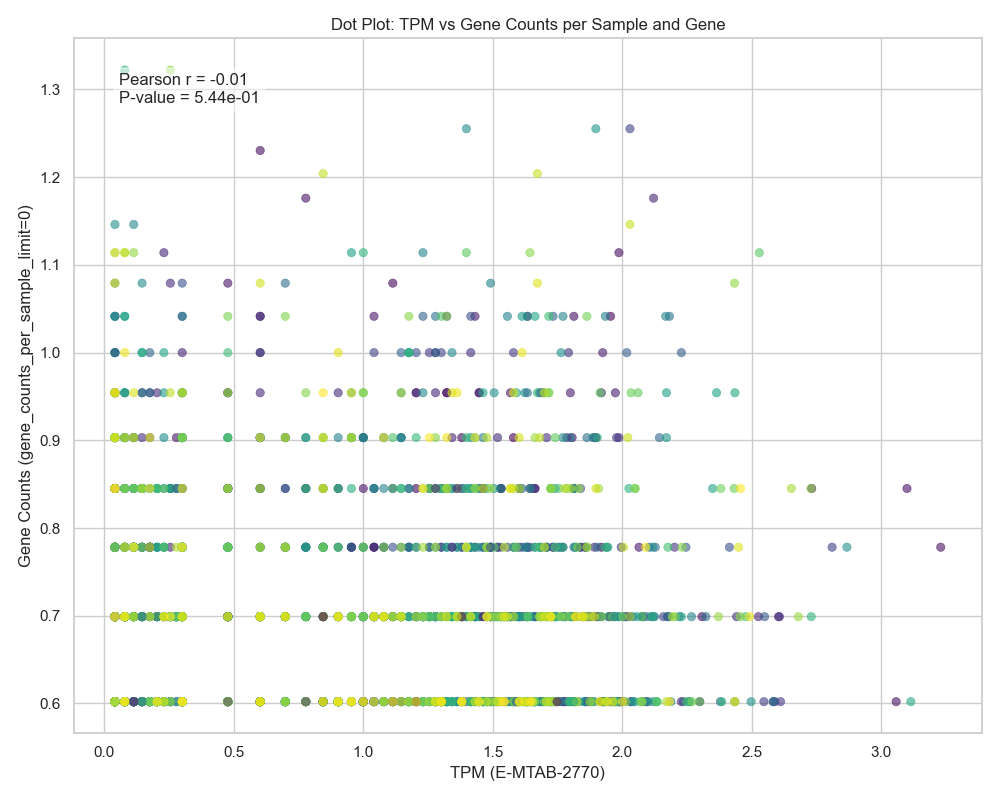 Dot Plot: TPM vs Gene Counts per Sample and Gene
Pearson r = -0.01
P-value = 5.44e-01
Gene Counts (gene_counts_per_sample_limit=0)
1.3
1.2
1.1
1.0
0.9
0.8
0.7
0.6
0.0 0.5 1.0 1.5 2.0 2.5 3.0
TPM (E-MTAB-2770)